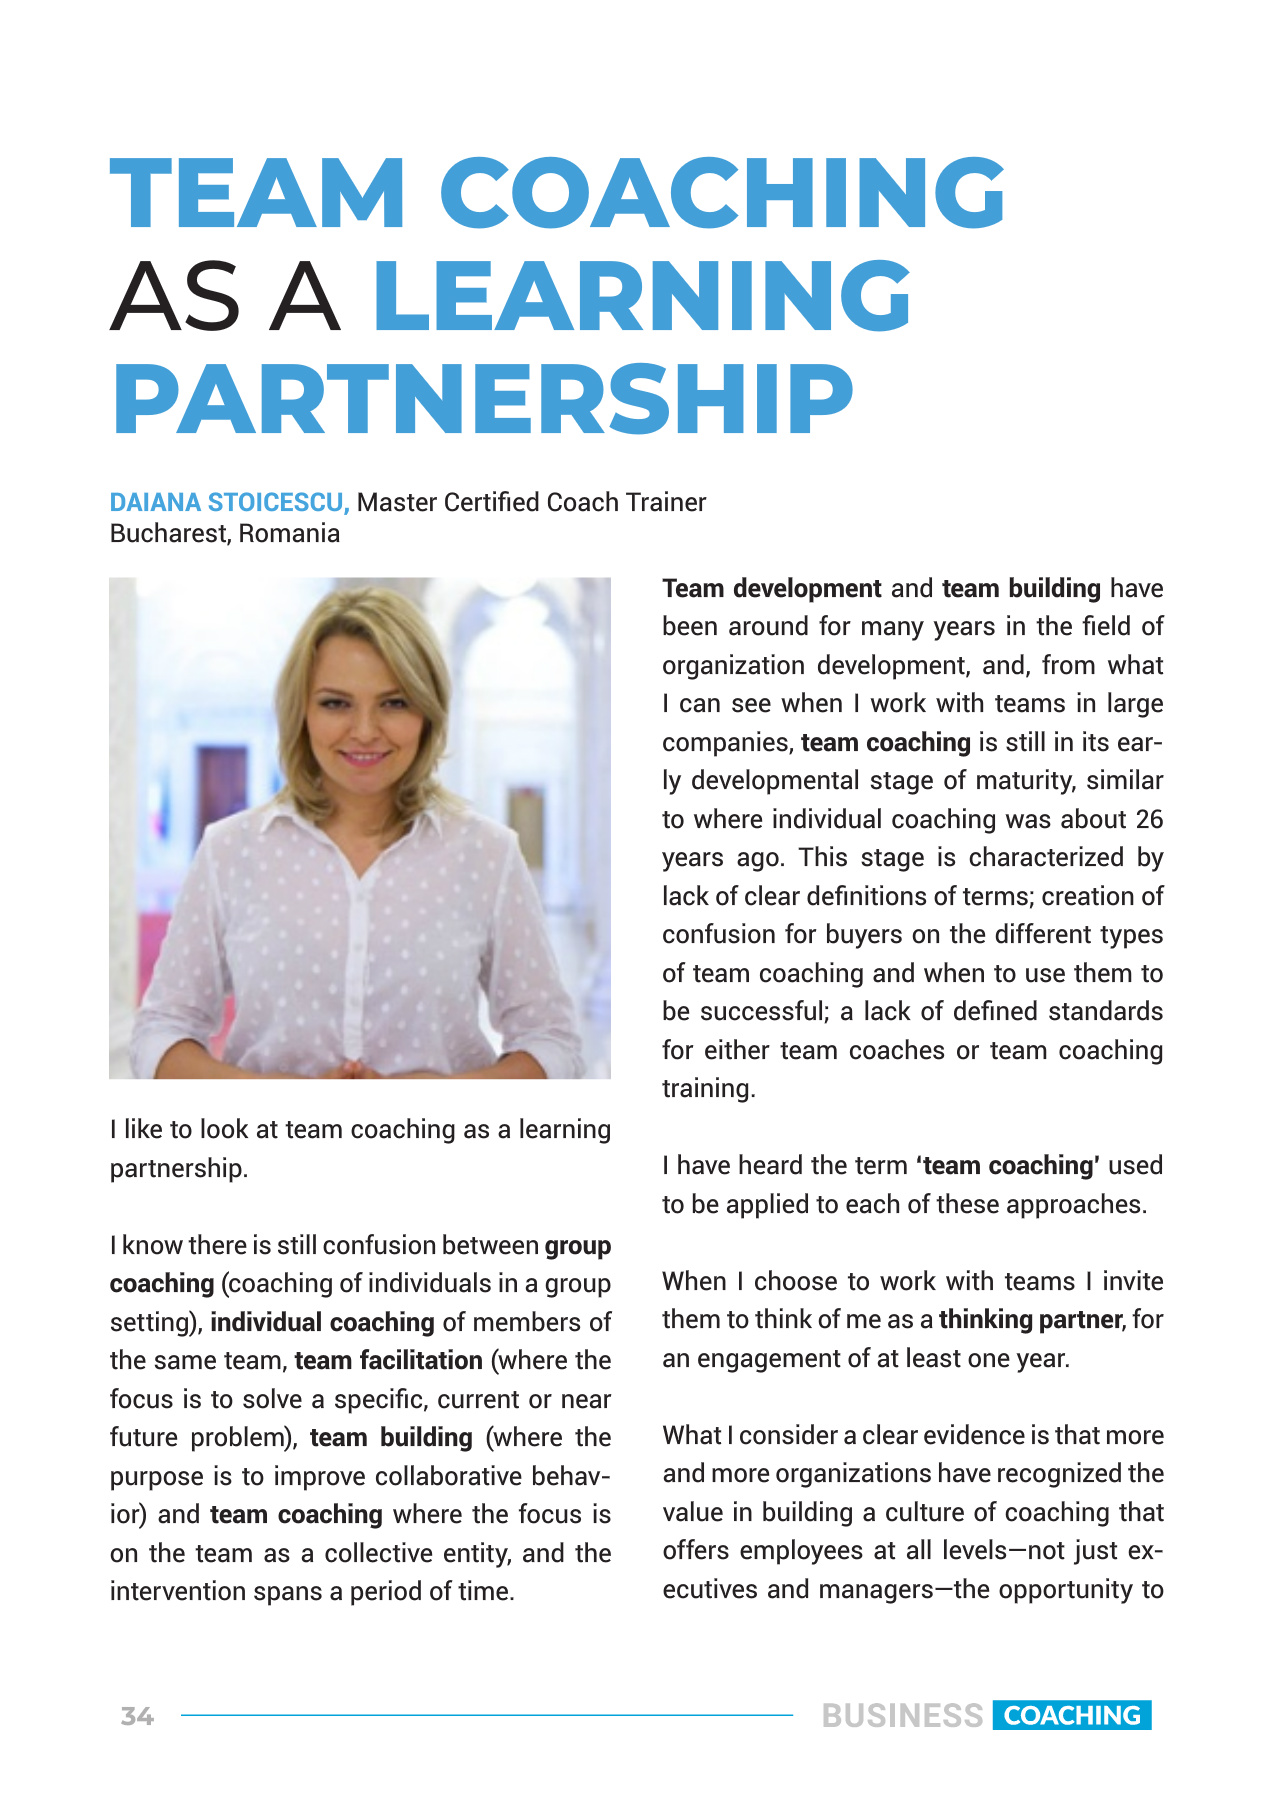 TEAM COACHING
AS A LEARNING
PARTNERSHIP
DAIANA STOICESCU, Master Certified Coach Trainer
Bucharest, Romania
I like to look at team coaching as a learning
partnership.
I know there is still confusion between group
coaching (coaching of individuals in a group
setting), individual coaching of members of
the same team, team facilitation (where the
focus is to solve a specific, current or near
future problem), team building (where the
purpose is to improve collaborative behav-
ior) and team coaching where the focus is
on the team as a collective entity, and the
intervention spans a period of time.
Team development and team building have
been around for many years in the field of
organization development, and, from what
I can see when I work with teams in large
companies, team coaching is still in its ear-
ly developmental stage of maturity, similar
to where individual coaching was about 26
years ago. This stage is characterized by
lack of clear definitions of terms; creation of
confusion for buyers on the different types
of team coaching and when to use them to
be successful; a lack of defined standards
for either team coaches or team coaching
training.
I have heard the term ‘team coaching’ used
to be applied to each of these approaches.
When I choose to work with teams I invite
them to think of me as a thinking partner, for
an engagement of at least one year.
What I consider a clear evidence is that more
and more organizations have recognized the
value in building a culture of coaching that
offers employees at all levels—not just ex-
ecutives and managers—the opportunity to
34
BUSINESS COACHING